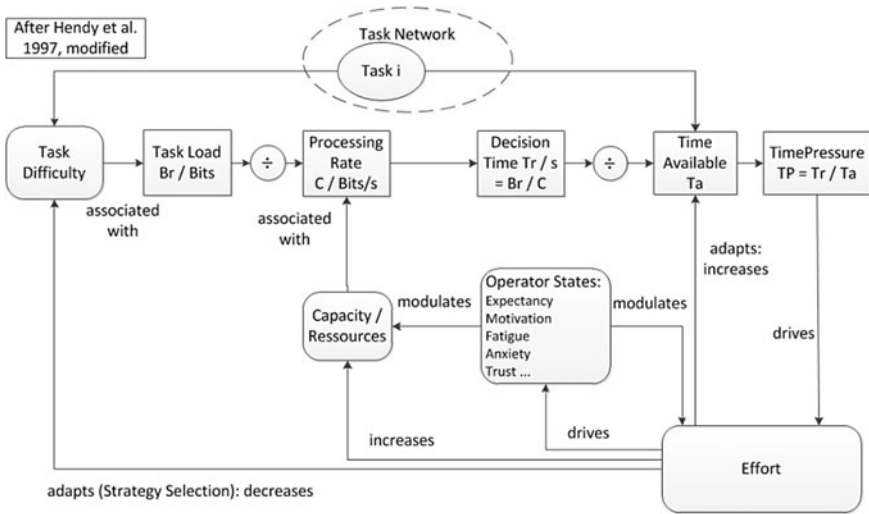 After Hendy et al.
1997, modified
Task Network
Task i
Task
Difficulty
Task Load
Br / Bits
÷
Processing
Rate
C / Bits/s
Decision
Time Tr / s
= Br / C
÷
Time
Available
Ta
TimePressure
TP = Tr / Ta
associated
with
associated
with
adapts:
increases
Capacity /
Ressources
modulates
Operator States:
Expectancy
Motivation
Fatigue
Anxiety
Trust ...
modulates
drives
increases
drives
Effort
adapts (Strategy Selection): decreases